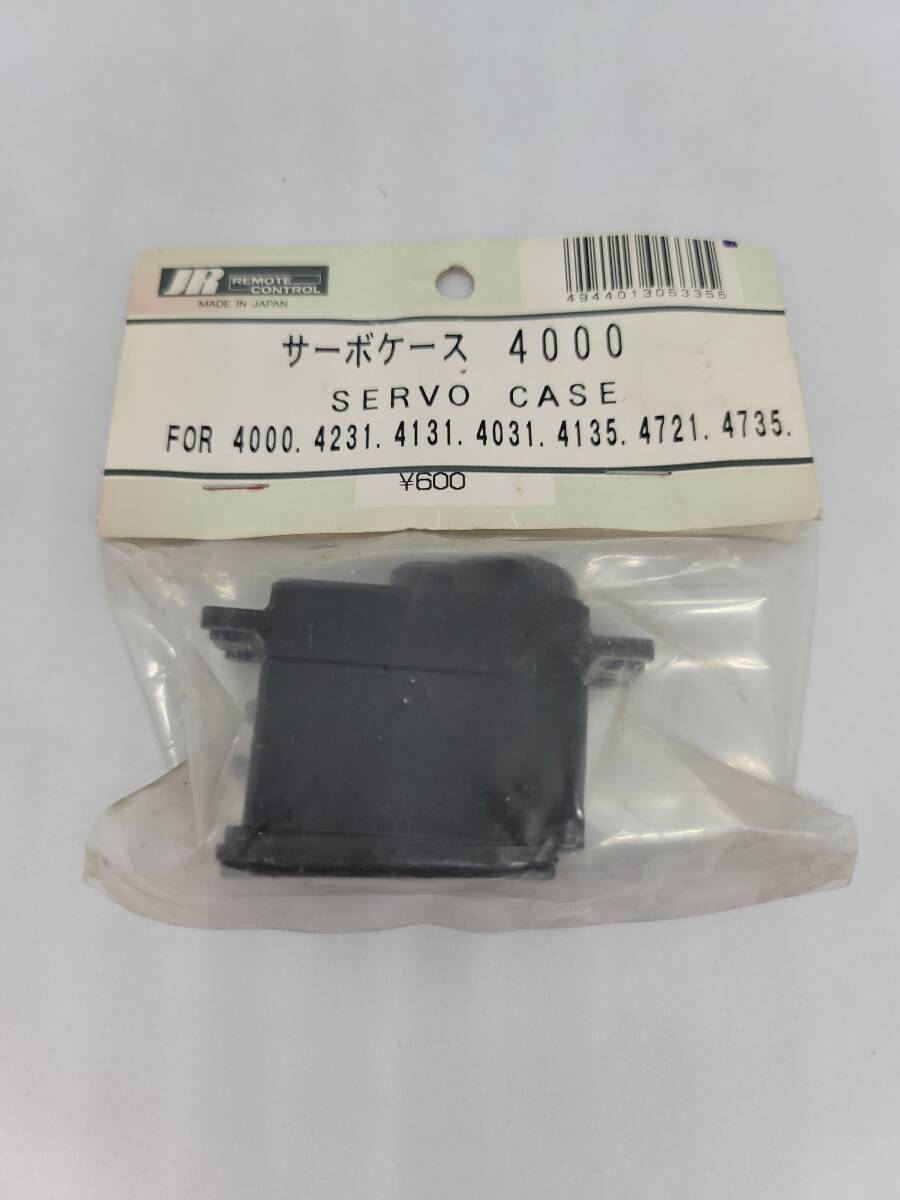 JR REMOTE CONTROL
MADE IN JAPAN
4944013053355
サーボケース 4000
SERVO CASE
FOR 4000. 4231. 4131. 4031. 4135. 4721. 4735.
¥600